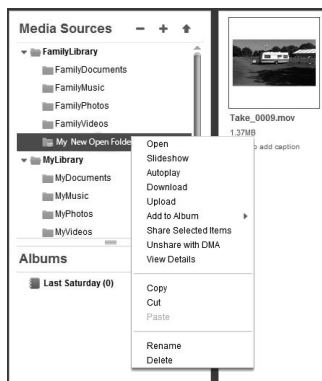 Media Sources
FamilyLibrary
FamilyDocuments
FamilyMusic
FamilyPhotos
FamilyVideos
My New Open Folde
MyLibrary
MyDocuments
MyMusic
MyPhotos
MyVideos
Albums
Last Saturday (0)
Open
Slideshow
Autoplay
Download
Upload
Add to Album
Share Selected Items
Unshare with DMA
View Details
Copy
Cut
Paste
Rename
Delete
Take_0009.mov
1.37MB
to add caption